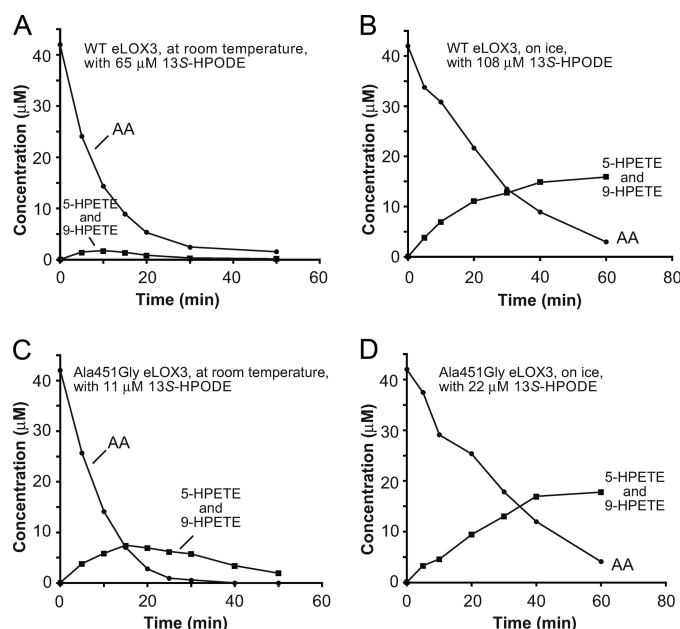 A
WT eLOX3, at room temperature,
with 65 μM 13S-HPODE
Concentration (μM)
40
30
20
10
0
AA
5-HPETE
and
9-HPETE
0 20 40 60
Time (min)
B
WT eLOX3, on ice,
with 108 μM 13S-HPODE
Concentration (μM)
40
30
20
10
0
5-HPETE
and
9-HPETE
AA
0 20 40 60 80
Time (min)
C
Ala451Gly eLOX3, at room temperature,
with 11 μM 13S-HPODE
Concentration (μM)
40
30
20
10
0
AA
5-HPETE
and
9-HPETE
0 20 40 60
Time (min)
D
Ala451Gly eLOX3, on ice,
with 22 μM 13S-HPODE
Concentration (μM)
40
30
20
10
0
5-HPETE
and
9-HPETE
AA
0 20 40 60 80
Time (min)